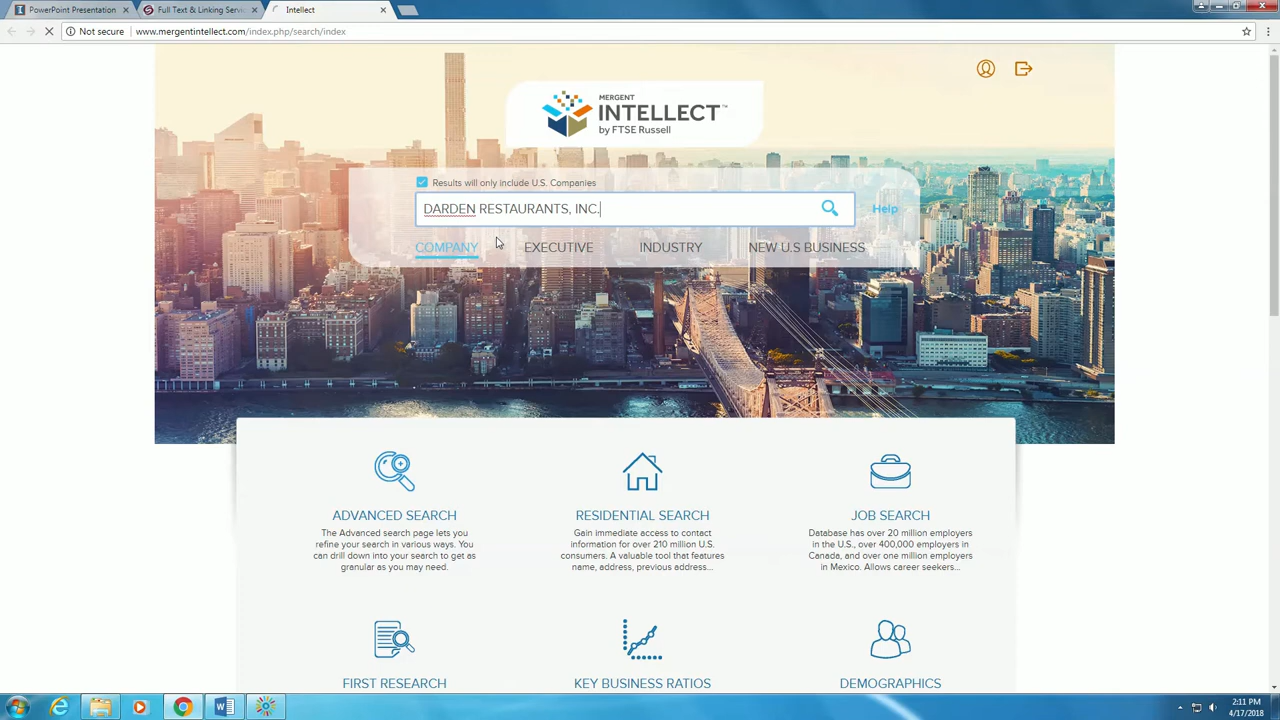 PowerPoint Presentation
Full Text & Linking Servic
Intellect
Not secure
www.mergentintellect.com/index.php/search/index
MERGENT
INTELLECT™
by FTSE Russell
Results will only include U.S. Companies
DARDEN RESTAURANTS, INC.
Help
COMPANY
EXECUTIVE
INDUSTRY
NEW U.S BUSINESS
ADVANCED SEARCH
The Advanced search page lets you
refine your search in various ways. You
can drill down into your search to get as
granular as you may need.
RESIDENTIAL SEARCH
Gain immediate access to contact
information for over 210 million U.S.
consumers. A valuable tool that features
name, address, previous address...
JOB SEARCH
Database has over 20 million employers
in the U.S., over 400,000 employers in
Canada, and over one million employers
in Mexico. Allows career seekers...
FIRST RESEARCH
KEY BUSINESS RATIOS
DEMOGRAPHICS
2:11 PM
4/17/2018